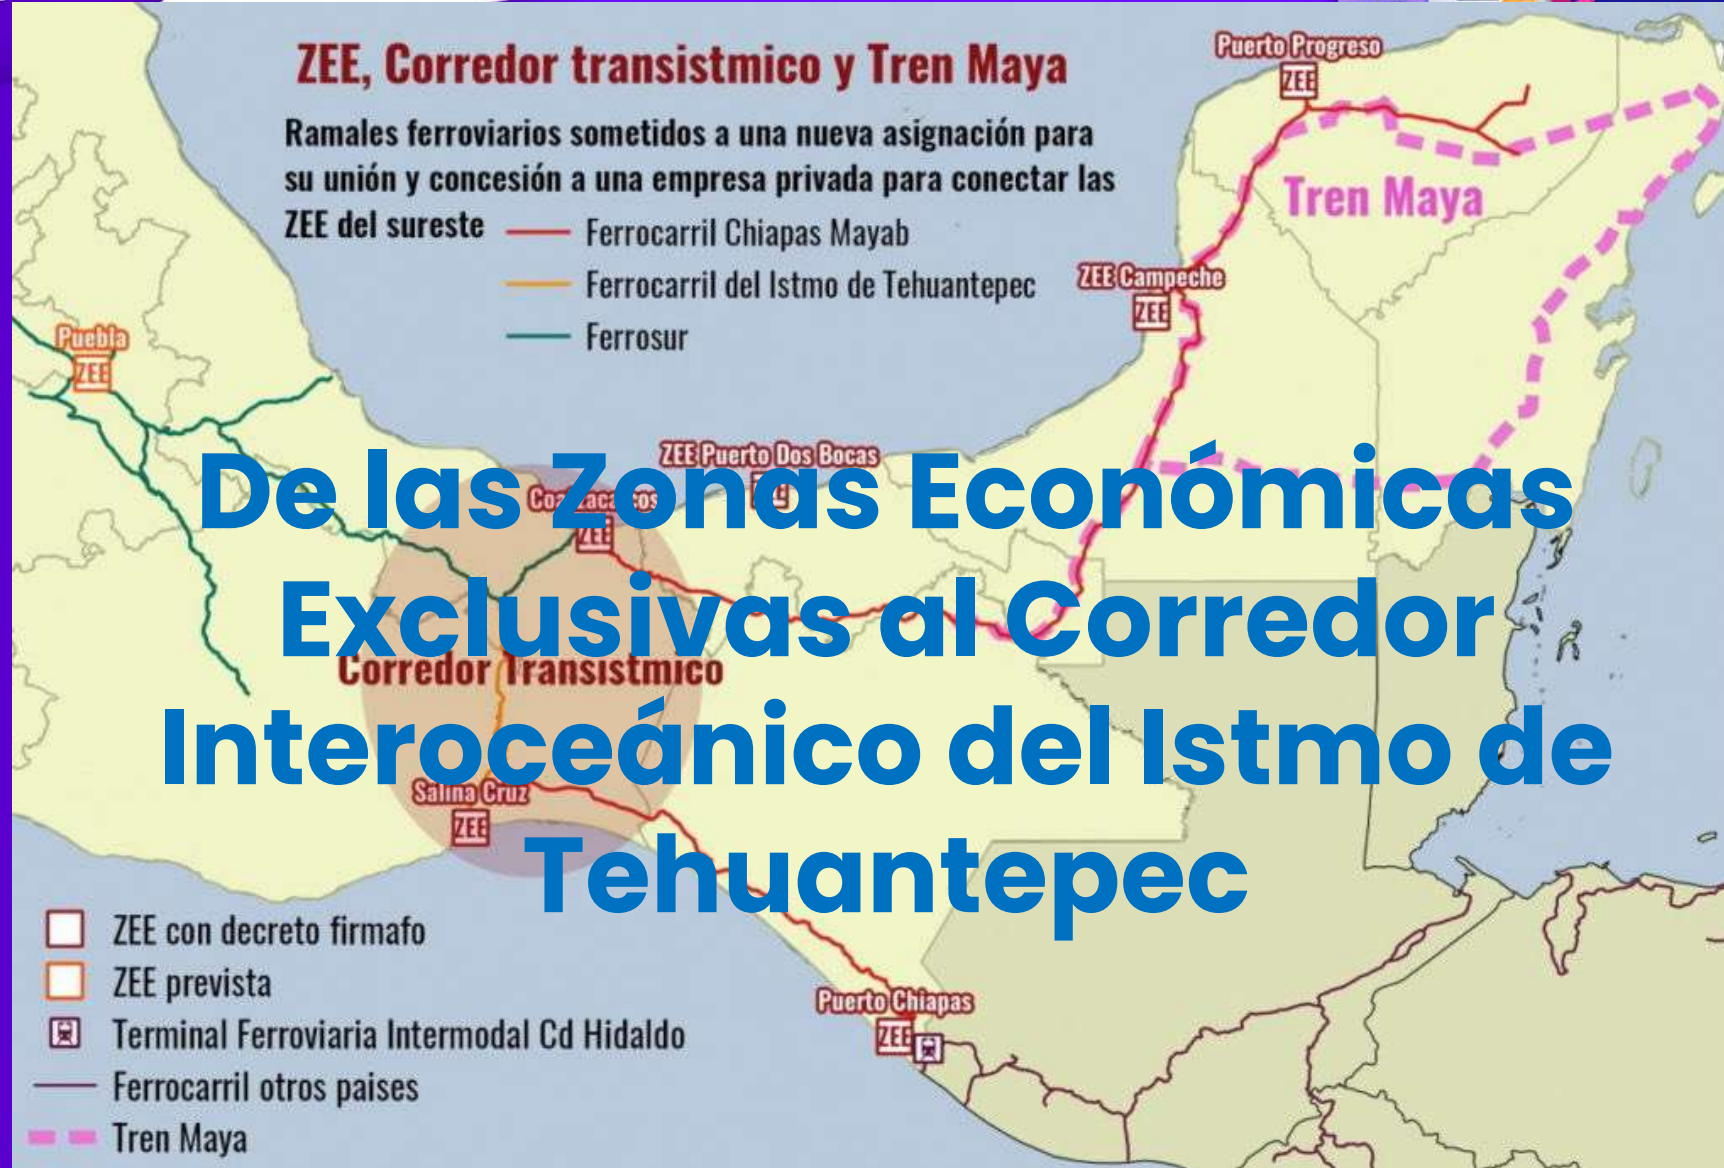 ZEE, Corredor transistmico y Tren Maya
Ramales ferroviarios sometidos a una nueva asignación para
su unión y concesión a una empresa privada para conectar las
ZEE del sureste
Ferrocarril Chiapas Mayab
Ferrocarril del Istmo de Tehuantepec
Ferrosur
Puerto Progreso
ZEE
Tren Maya
ZEE Campeche
ZEE
Puebla
ZEE
ZEE Puerto Dos Bocas
ZEE
De las Zonas Económicas
Exclusivas al Corredor
Interoceánico del Istmo de
Tehuantepec
ZEE
Corredor Transistmico
Salina Cruz
ZEE
Puerto Chiapas
ZEE
ZEE con decreto firmafo
ZEE prevista
Terminal Ferroviaria Intermodal Cd Hidaldo
Ferrocarril otros paises
Tren Maya